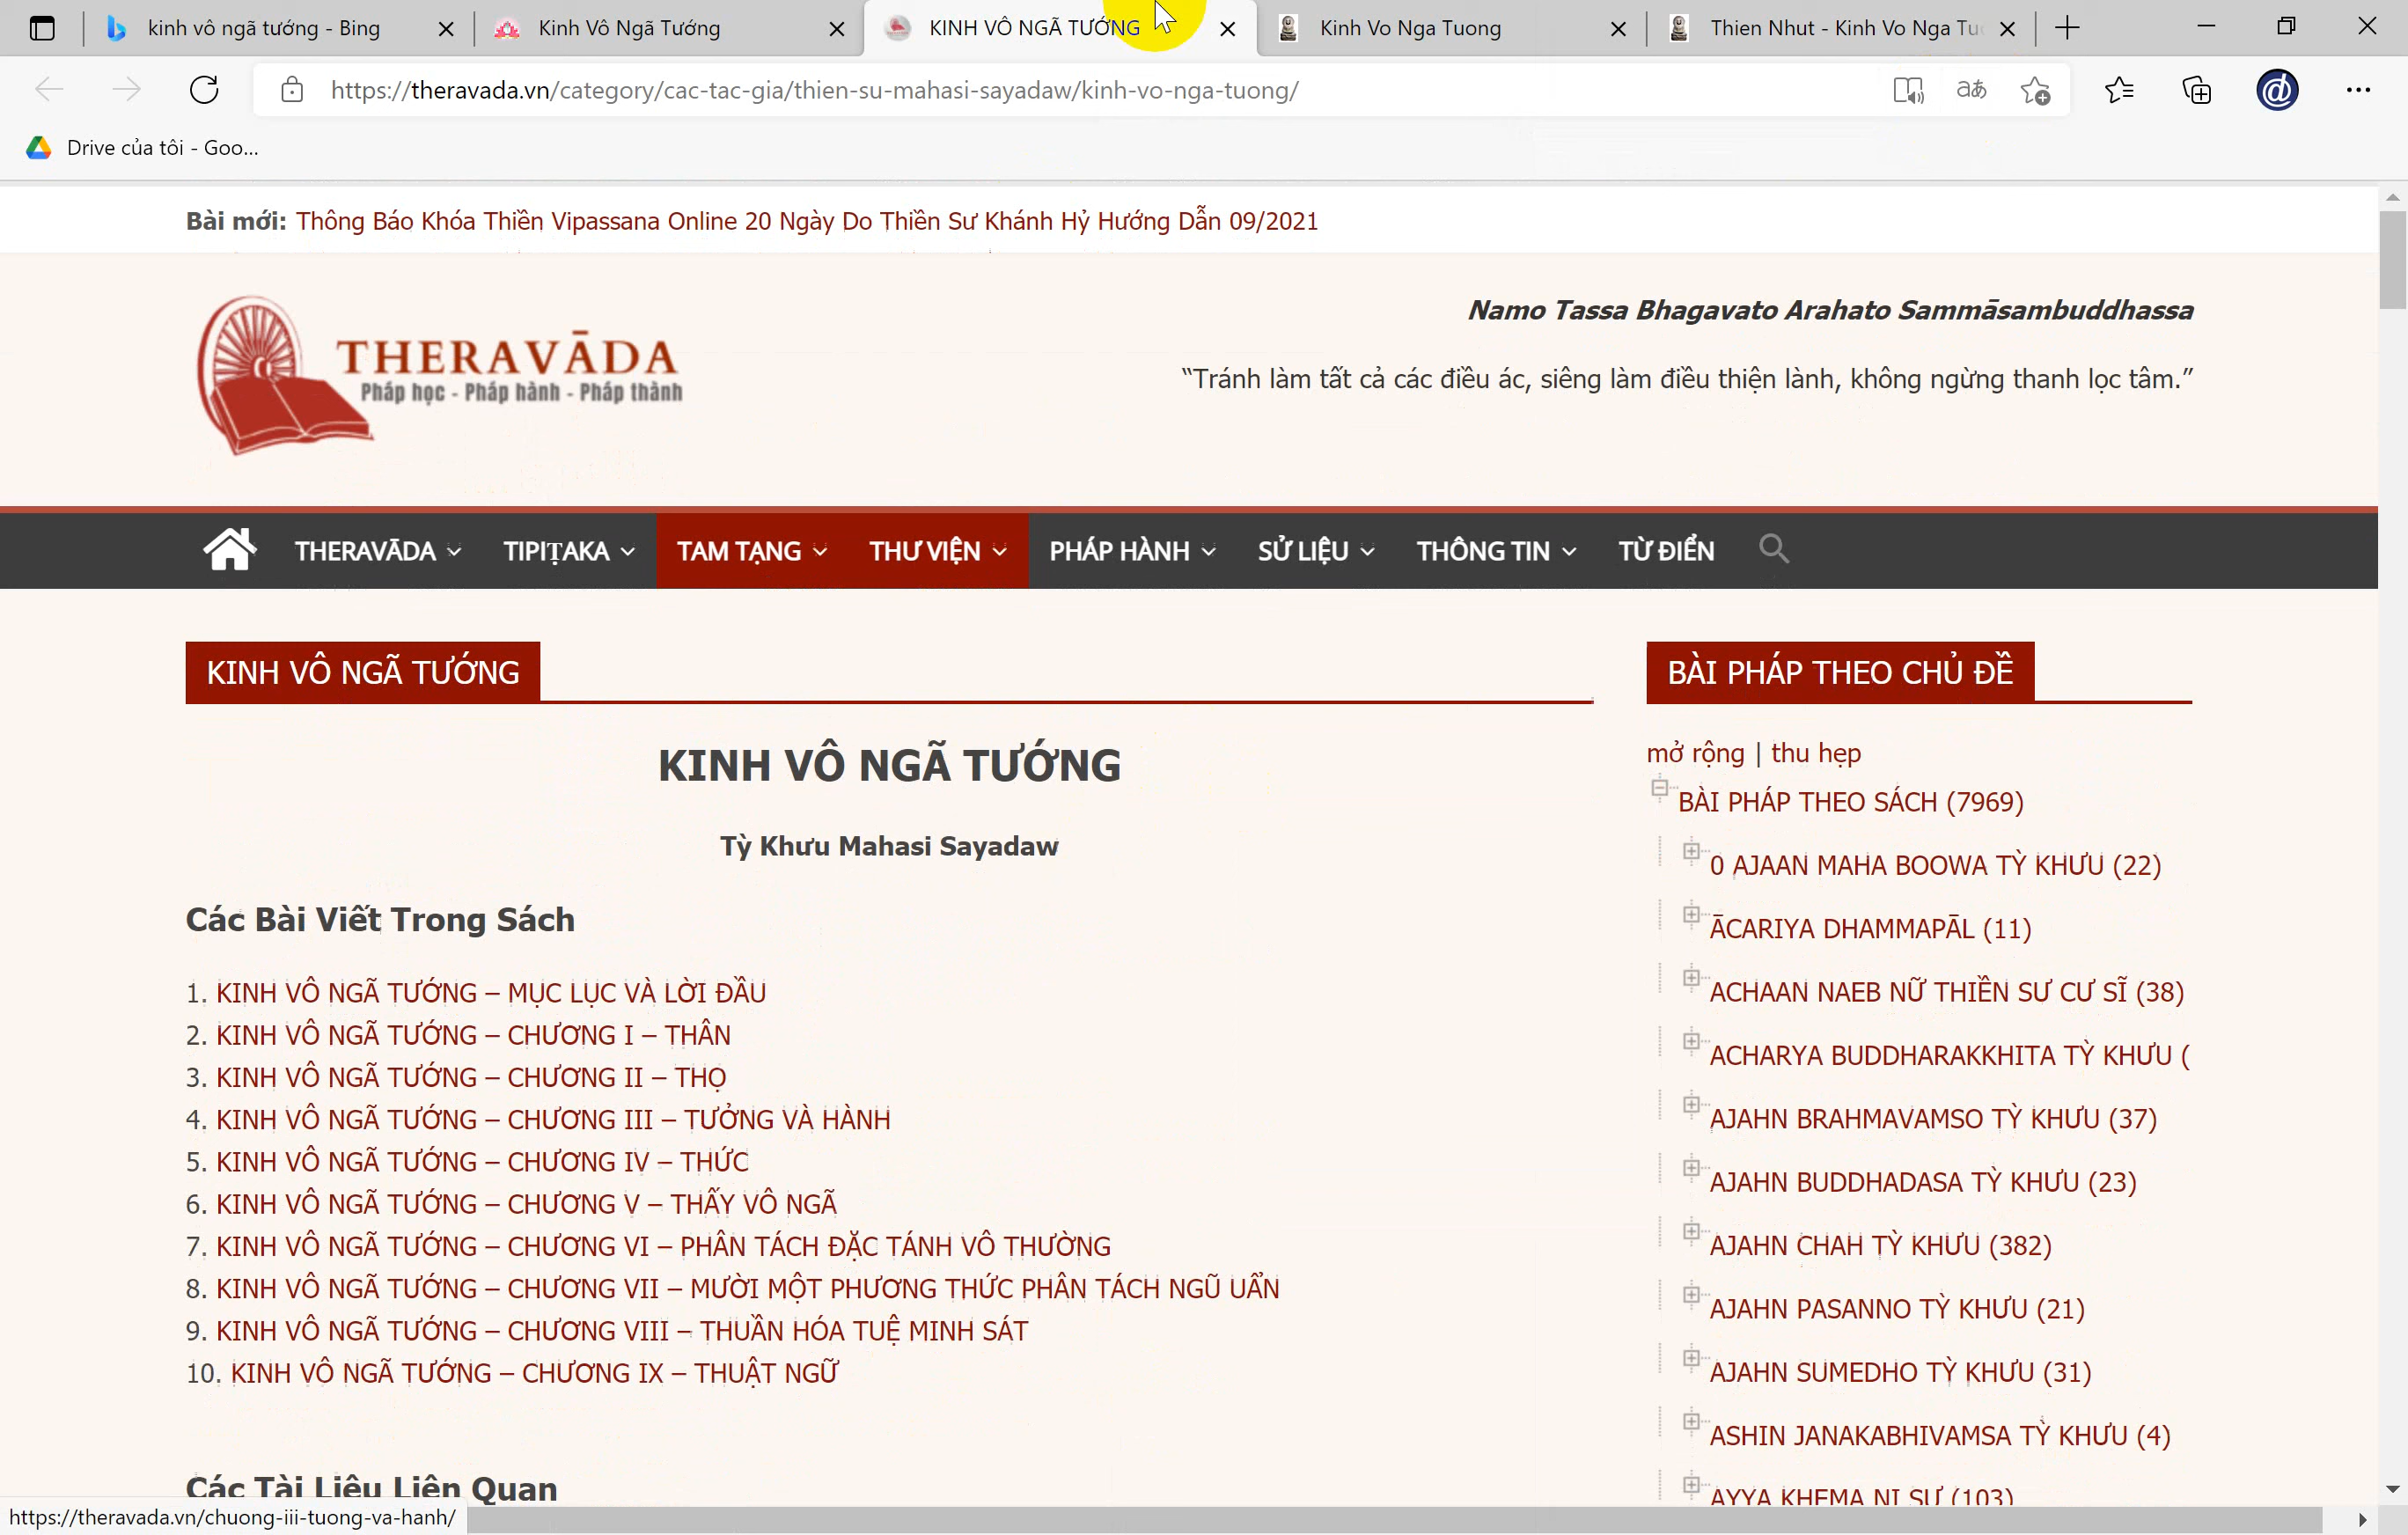 kinh vô ngã tướng - Bing
Kinh Vô Ngã Tướng
KINH VÔ NGÃ TƯỚNG
Kinh Vo Nga Tuong
Thien Nhut - Kinh Vo Nga Tu
https://theravada.vn/category/cac-tac-gia/thien-su-mahasi-sayadaw/kinh-vo-nga-tuong/
Drive của tôi - Goo...
Bài mới: Thông Báo Khóa Thiền Vipassana Online 20 Ngày Do Thiền Sư Khánh Hỷ Hướng Dẫn 09/2021
THERAVĀDA
Pháp học - Pháp hành - Pháp thành
Namo Tassa Bhagavato Arahato Sammāsambuddhassa
“Tránh làm tất cả các điều ác, siêng làm điều thiện lành, không ngừng thanh lọc tâm.”
THERAVĀDA TIPIṬAKA TAM TẠNG THƯ VIỆN PHÁP HÀNH SỬ LIỆU THÔNG TIN TỪ ĐIỂN
KINH VÔ NGÃ TƯỚNG
KINH VÔ NGÃ TƯỚNG
Tỳ Khưu Mahasi Sayadaw
Các Bài Viết Trong Sách
1. KINH VÔ NGÃ TƯỚNG – MỤC LỤC VÀ LỜI ĐẦU
2. KINH VÔ NGÃ TƯỚNG – CHƯƠNG I – THÂN
3. KINH VÔ NGÃ TƯỚNG – CHƯƠNG II – THỌ
4. KINH VÔ NGÃ TƯỚNG – CHƯƠNG III – TƯỞNG VÀ HÀNH
5. KINH VÔ NGÃ TƯỚNG – CHƯƠNG IV – THỨC
6. KINH VÔ NGÃ TƯỚNG – CHƯƠNG V – THẤY VÔ NGÃ
7. KINH VÔ NGÃ TƯỚNG – CHƯƠNG VI – PHÂN TÁCH ĐẶC TÁNH VÔ THƯỜNG
8. KINH VÔ NGÃ TƯỚNG – CHƯƠNG VII – MƯỜI MỘT PHƯƠNG THỨC PHÂN TÁCH NGŨ UẨN
9. KINH VÔ NGÃ TƯỚNG – CHƯƠNG VIII – THUẦN HÓA TUỆ MINH SÁT
10. KINH VÔ NGÃ TƯỚNG – CHƯƠNG IX – THUẬT NGỮ
Các Tài Liệu Liên Quan
BÀI PHÁP THEO CHỦ ĐỀ
mở rộng | thu hẹp
BÀI PHÁP THEO SÁCH (7969)
0 AJAAN MAHA BOOWA TỲ KHƯU (22)
ĀCARIYA DHAMMAPĀL (11)
ACHAAN NAEB NỮ THIỀN SƯ CƯ SĨ (38)
ACHARYA BUDDHARAKKHITA TỲ KHƯU (
AJAHN BRAHMAVAMSO TỲ KHƯU (37)
AJAHN BUDDHADASA TỲ KHƯU (23)
AJAHN CHAH TỲ KHƯU (382)
AJAHN PASANNO TỲ KHƯU (21)
AJAHN SUMEDHO TỲ KHƯU (31)
ASHIN JANAKABHIVAMSA TỲ KHƯU (4)
AYYA KHEMA NI SƯ (103)
https://theravada.vn/chuong-iii-tuong-va-hanh/